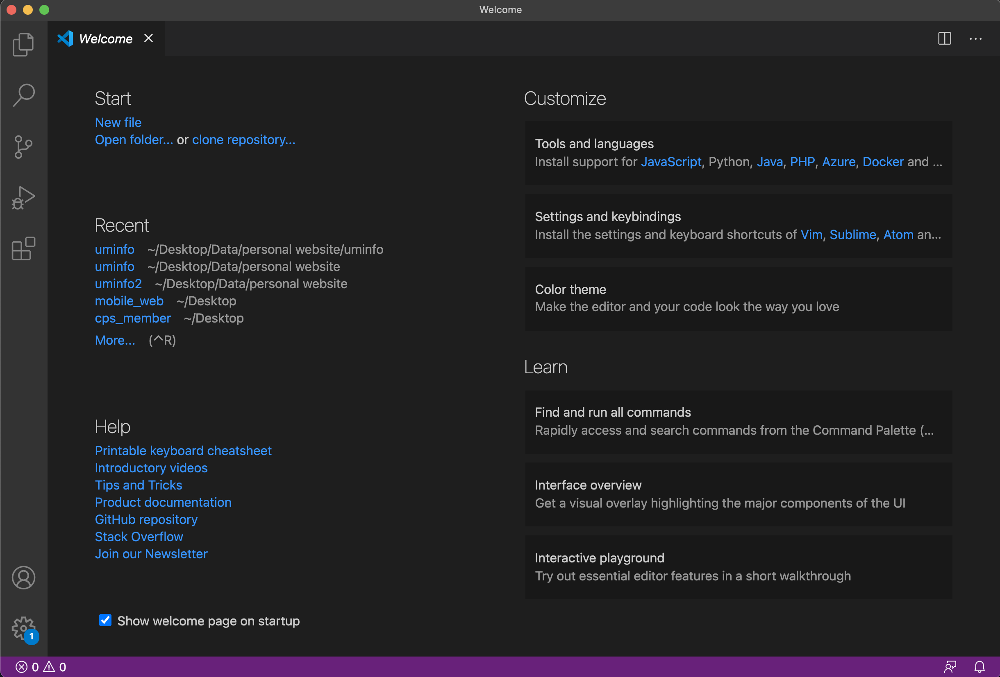 Welcome
Welcome
Start
New file
Open folder... or clone repository...
Recent
uminfo ~/Desktop/Data/personal website/uminfo
uminfo ~/Desktop/Data/personal website
uminfo2 ~/Desktop/Data/personal website
mobile_web ~/Desktop
cps_member ~/Desktop
More... (^R)
Help
Printable keyboard cheatsheet
Introductory videos
Tips and Tricks
Product documentation
GitHub repository
Stack Overflow
Join our Newsletter
Show welcome page on startup
Customize
Tools and languages
Install support for JavaScript, Python, Java, PHP, Azure, Docker and ...
Settings and keybindings
Install the settings and keyboard shortcuts of Vim, Sublime, Atom an...
Color theme
Make the editor and your code look the way you love
Learn
Find and run all commands
Rapidly access and search commands from the Command Palette (...
Interface overview
Get a visual overlay highlighting the major components of the UI
Interactive playground
Try out essential editor features in a short walkthrough
1
0 0